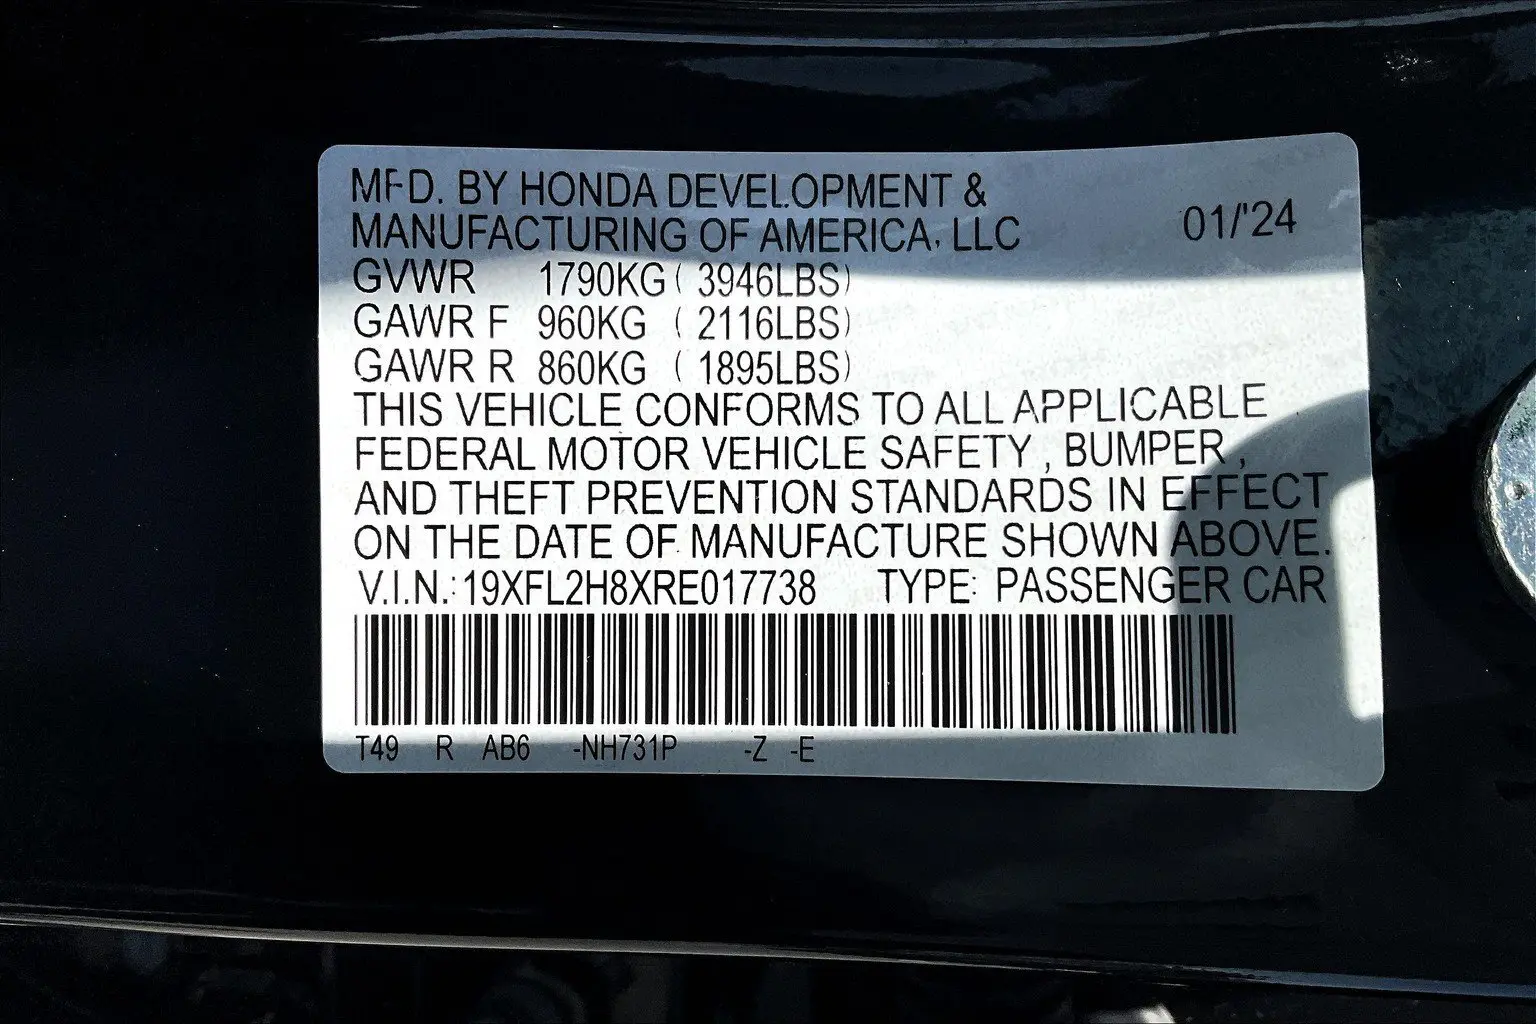 MFD. BY HONDA DEVELOPMENT &
MANUFACTURING OF AMERICA, LLC 01/'24
GVWR 1790KG ( 3946LBS)
GAWR F 960KG ( 2116LBS)
GAWR R 860KG ( 1895LBS)
THIS VEHICLE CONFORMS TO ALL APPLICABLE
FEDERAL MOTOR VEHICLE SAFETY , BUMPER ,
AND THEFT PREVENTION STANDARDS IN EFFECT
ON THE DATE OF MANUFACTURE SHOWN ABOVE.
V.I.N.: 19XFL2H8XRE017738 TYPE: PASSENGER CAR
T49 R AB6 -NH731P -Z -E